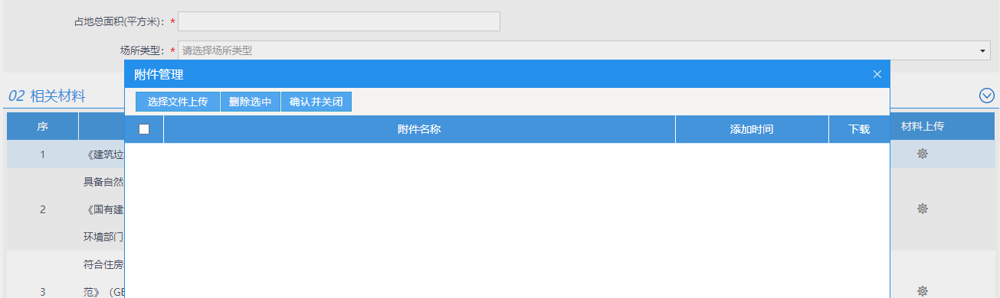 占地总面积(平方米)：*
场所类型：* 请选择场所类型
附件管理
选择文件上传 删除选中 确认并关闭
02 相关材料
序 附件名称 添加时间 下载 材料上传
1 《建筑垃
具备自然
2 《国有建
环境部门
符合住房
3 范》（GB